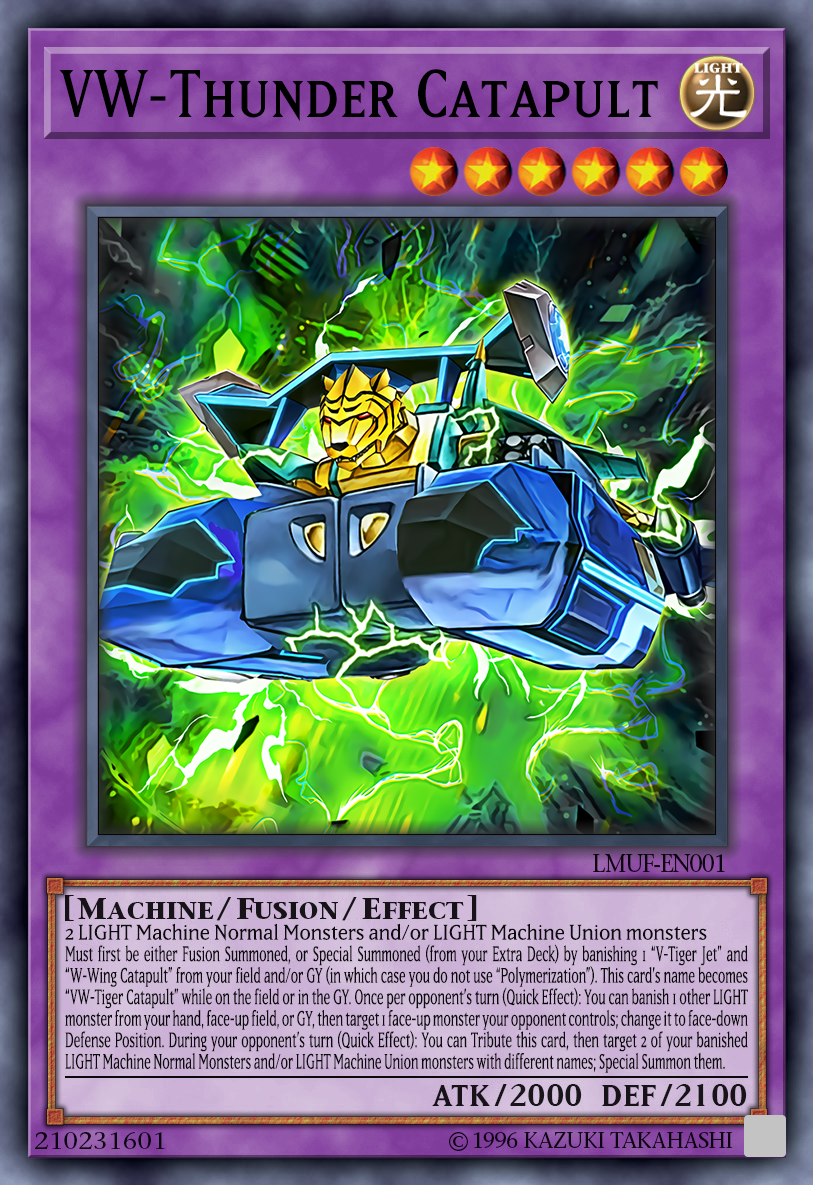 VW-Thunder Catapult
LIGHT
光
LMUF-EN001
[Machine/Fusion/Effect]
2 LIGHT Machine Normal Monsters and/or LIGHT Machine Union monsters
Must first be either Fusion Summoned, or Special Summoned (from your Extra Deck) by banishing 1 “V-Tiger Jet” and
“W-Wing Catapult” from your field and/or GY (in which case you do not use “Polymerization”). This card's name becomes
“VW-Tiger Catapult” while on the field or in the GY. Once per opponent's turn (Quick Effect): You can banish 1 other LIGHT
monster from your hand, face-up field, or GY, then target 1 face-up monster your opponent controls; change it to face-down
Defense Position. During your opponent's turn (Quick Effect): You can Tribute this card, then target 2 of your banished
LIGHT Machine Normal Monsters and/or LIGHT Machine Union monsters with different names; Special Summon them.
ATK/2000 DEF/2100
210231601
© 1996 KAZUKI TAKAHASHI